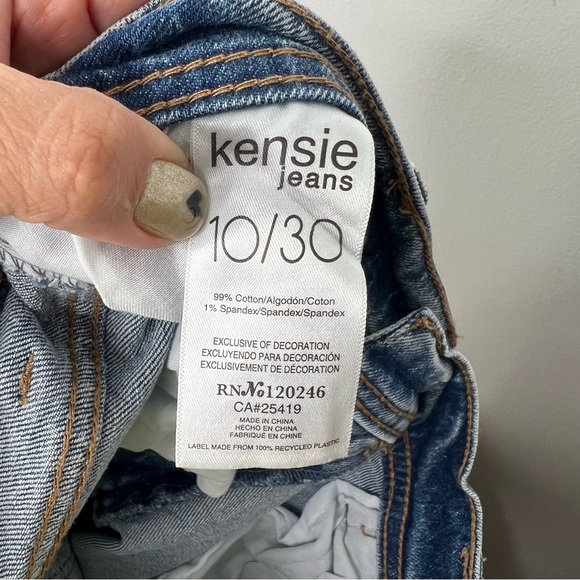 kensie
jeans
10/30
99% Cotton/Algodón/Coton
1% Spandex/Spandex/Spandex
EXCLUSIVE OF DECORATION
EXCLUYENDO PARA DECORACIÓN
EXCLUSIVEMENT DE DÉCORATION
RN№120246
CA#25419
MADE IN CHINA
HECHO EN CHINA
FABRIQUÉ EN CHINE
LABEL MADE FROM 100% RECYCLED PLASTIC